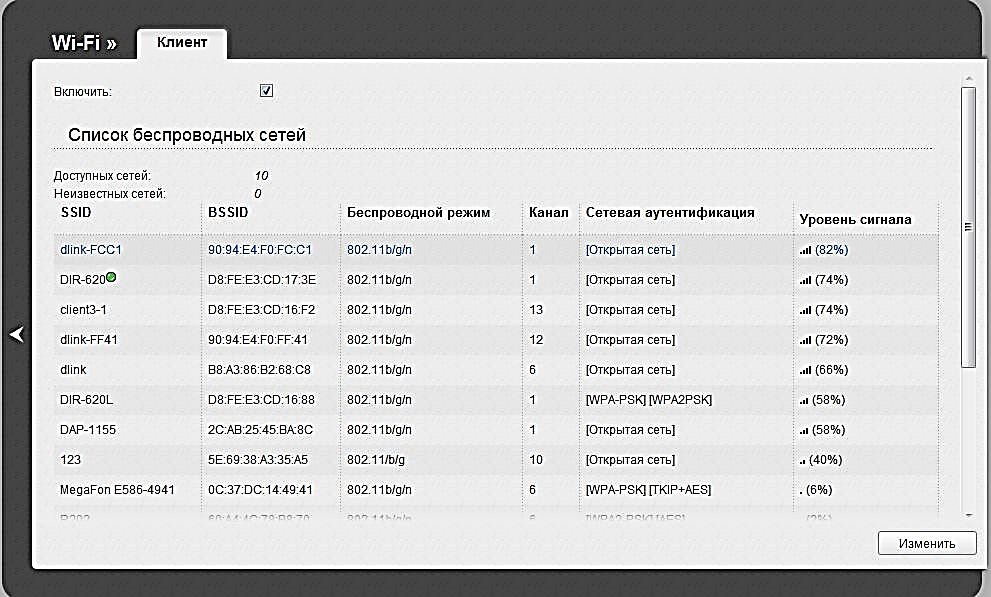 Wi-Fi » Клиент
Включить:
Список беспроводных сетей
Доступных сетей: 10
Неизвестных сетей: 0
SSID BSSID Беспроводной режим Канал Сетевая аутентификация Уровень сигнала
dlink-FCC1 90:94:E4:F0:FC:C1 802.11b/g/n 1 [Открытая сеть] (82%)
DIR-620 D8:FE:E3:CD:17:3E 802.11b/g/n 1 [Открытая сеть] (74%)
client3-1 D8:FE:E3:CD:16:F2 802.11b/g/n 13 [Открытая сеть] (74%)
dlink-FF41 90:94:E4:F0:FF:41 802.11b/g/n 12 [Открытая сеть] (72%)
dlink B8:A3:86:B2:68:C8 802.11b/g/n 6 [Открытая сеть] (66%)
DIR-620L D8:FE:E3:CD:16:88 802.11b/g/n 1 [WPA-PSK] [WPA2PSK] (58%)
DAP-1155 2C:AB:25:45:BA:8C 802.11b/g/n 1 [Открытая сеть] (58%)
123 5E:69:38:A3:35:A5 802.11/b/g 10 [Открытая сеть] (40%)
MegaFon E586-4941 0C:37:DC:14:49:41 802.11b/g/n 6 [WPA-PSK] [TKIP+AES] (6%)
802.11b/g/n 6 [WPA2-PSK] [AES]
Изменить